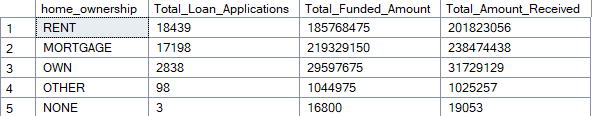 home_ownership Total_Loan_Applications Total_Funded_Amount Total_Amount_Received
1 RENT 18439 185768475 201823056
2 MORTGAGE 17198 219329150 238474438
3 OWN 2838 29597675 31729129
4 OTHER 98 1044975 1025257
5 NONE 3 16800 19053